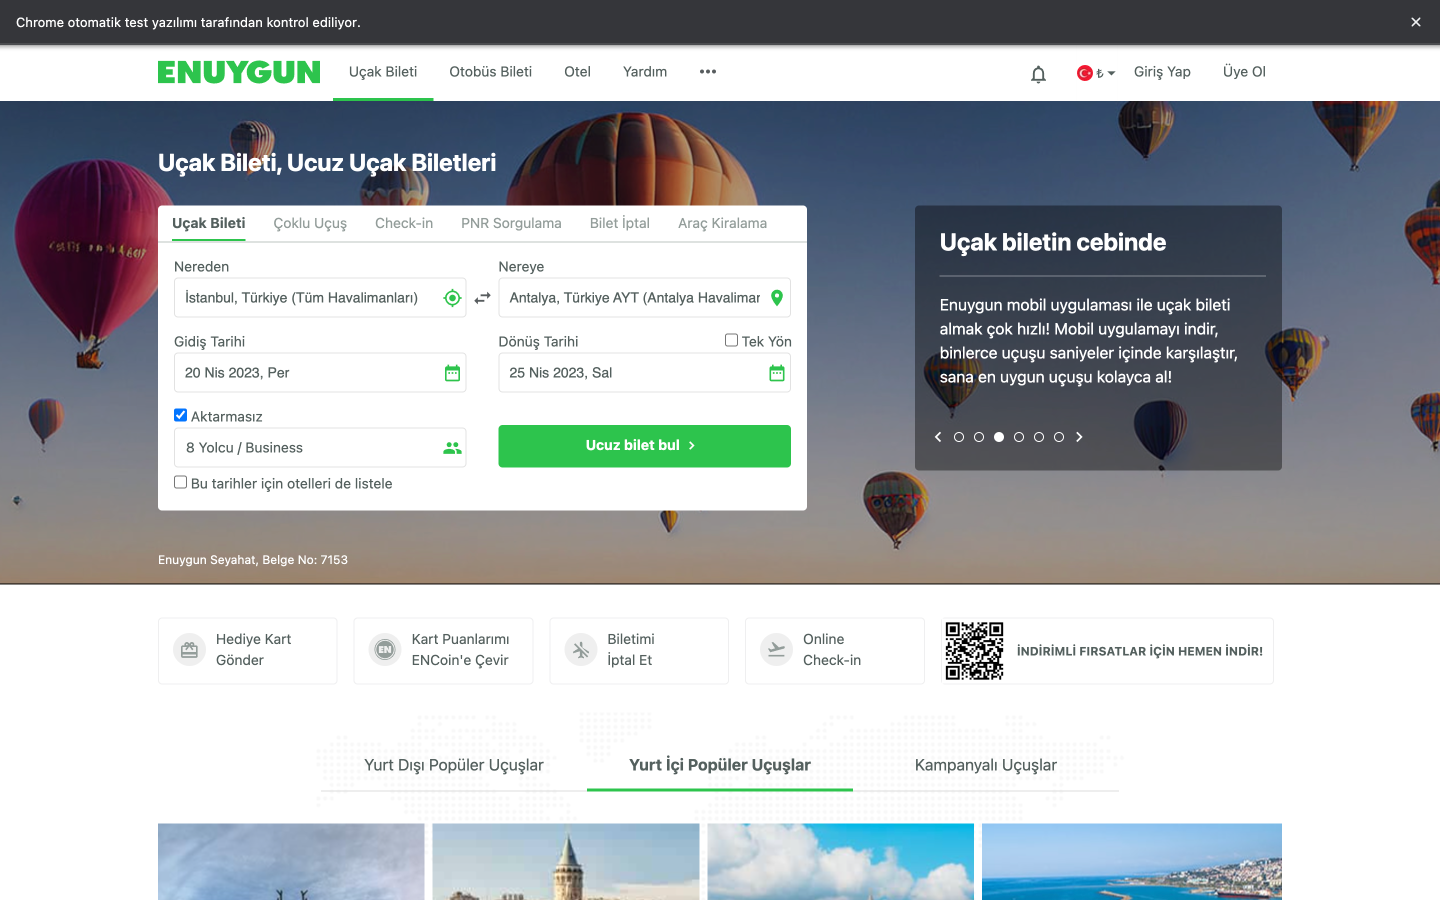 Chrome otomatik test yazılımı tarafından kontrol ediliyor.
ENUYGUN
Uçak Bileti
Otobüs Bileti
Otel
Yardım
₺
Giriş Yap
Üye Ol
Uçak Bileti, Ucuz Uçak Biletleri
Uçak Bileti
Çoklu Uçuş
Check-in
PNR Sorgulama
Bilet İptal
Araç Kiralama
Nereden
Nereye
İstanbul, Türkiye (Tüm Havalimanları)
Antalya, Türkiye AYT (Antalya Havalimar
Gidiş Tarihi
Dönüş Tarihi
Tek Yön
20 Nis 2023, Per
25 Nis 2023, Sal
Aktarmasız
8 Yolcu / Business
Ucuz bilet bul
Bu tarihler için otelleri de listele
Uçak biletin cebinde
Enuygun mobil uygulaması ile uçak bileti
almak çok hızlı! Mobil uygulamayı indir,
binlerce uçuşu saniyeler içinde karşılaştır,
sana en uygun uçuşu kolayca al!
Enuygun Seyahat, Belge No: 7153
Hediye Kart
Gönder
EN
Kart Puanlarımı
ENCoin'e Çevir
Biletimi
İptal Et
Online
Check-in
İNDİRİMLİ FIRSATLAR İÇİN HEMEN İNDİR!
Yurt Dışı Popüler Uçuşlar
Yurt İçi Popüler Uçuşlar
Kampanyalı Uçuşlar